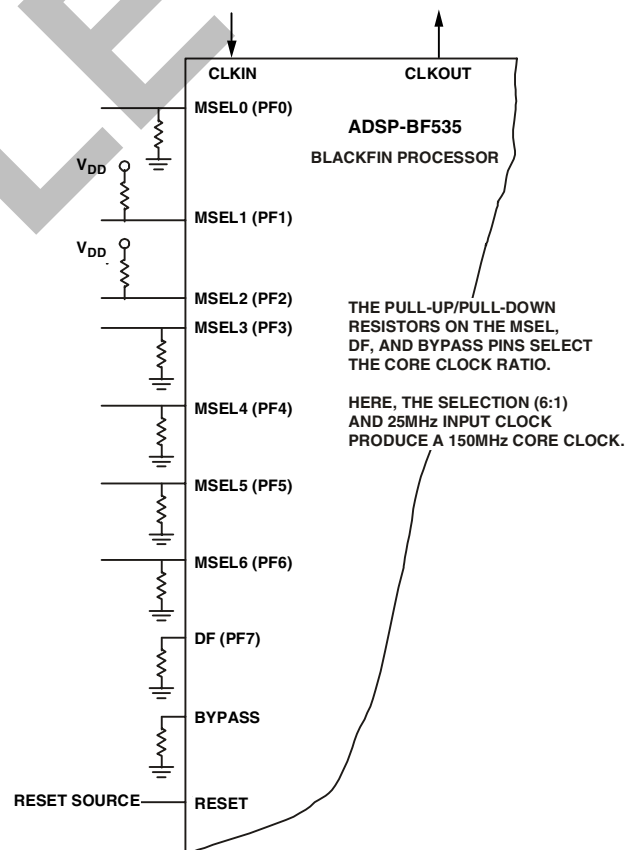 CLKIN
CLKOUT
MSEL0 (PF0)
ADSP-BF535
BLACKFIN PROCESSOR
VDD
MSEL1 (PF1)
VDD
MSEL2 (PF2)
MSEL3 (PF3)
THE PULL-UP/PULL-DOWN
RESISTORS ON THE MSEL,
DF, AND BYPASS PINS SELECT
THE CORE CLOCK RATIO.
HERE, THE SELECTION (6:1)
AND 25MHz INPUT CLOCK
PRODUCE A 150MHz CORE CLOCK.
MSEL4 (PF4)
MSEL5 (PF5)
MSEL6 (PF6)
DF (PF7)
BYPASS
RESET SOURCE
RESET